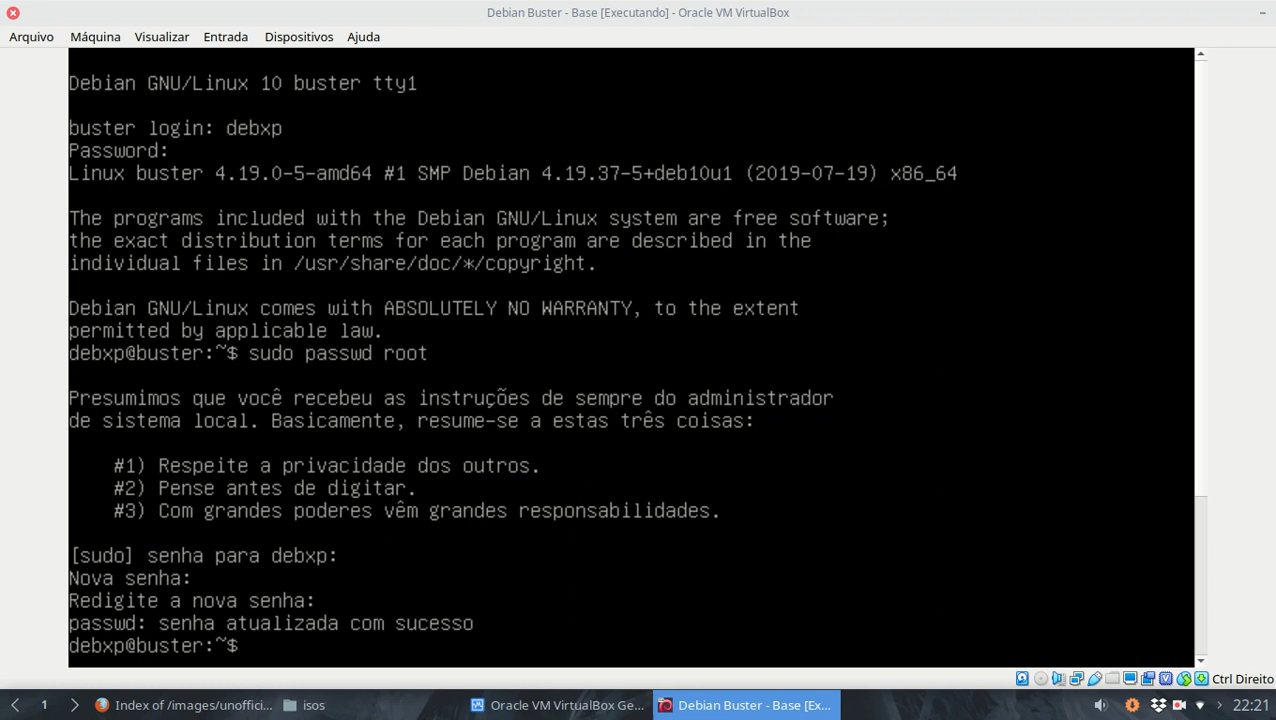 Debian Buster - Base [Executando] - Oracle VM VirtualBox
Arquivo Máquina Visualizar Entrada Dispositivos Ajuda
Debian GNU/Linux 10 buster tty1
buster login: debxp
Password:
Linux buster 4.19.0-5-amd64 #1 SMP Debian 4.19.37-5+deb10u1 (2019-07-19) x86_64
The programs included with the Debian GNU/Linux system are free software;
the exact distribution terms for each program are described in the
individual files in /usr/share/doc/*/copyright.
Debian GNU/Linux comes with ABSOLUTELY NO WARRANTY, to the extent
permitted by applicable law.
debxp@buster:~$ sudo passwd root
Presumimos que você recebeu as instruções de sempre do administrador
de sistema local. Basicamente, resume-se a estas três coisas:
#1) Respeite a privacidade dos outros.
#2) Pense antes de digitar.
#3) Com grandes poderes vêm grandes responsabilidades.
[sudo] senha para debxp:
Nova senha:
Redigite a nova senha:
passwd: senha atualizada com sucesso
debxp@buster:~$
Ctrl Direito
1 Index of /images/unoffici... isos Oracle VM VirtualBox Ge... Debian Buster - Base [Ex... 22:21